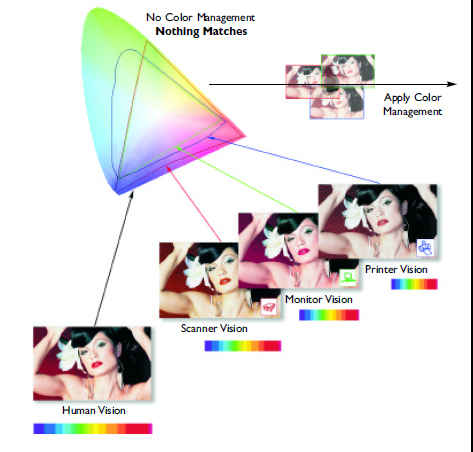 No Color Management
Nothing Matches
Apply Color
Management
Printer Vision
Monitor Vision
Scanner Vision
Human Vision